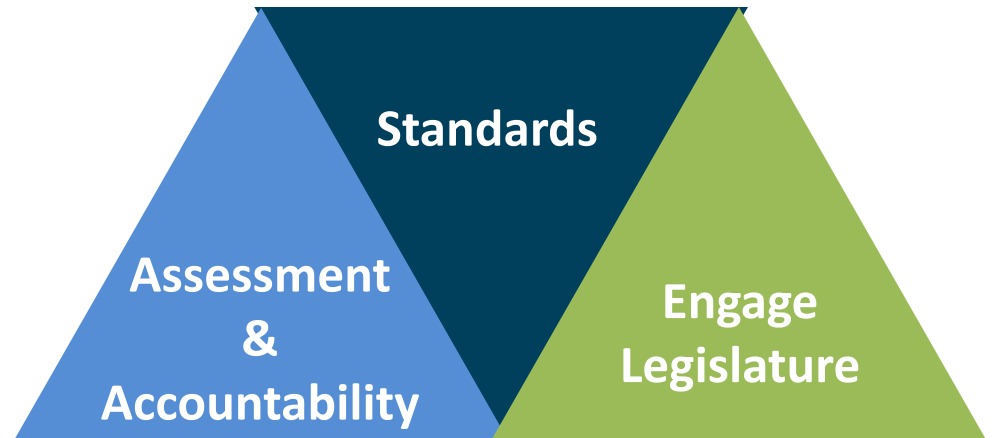 Standards
Assessment
&
Accountability
Engage
Legislature